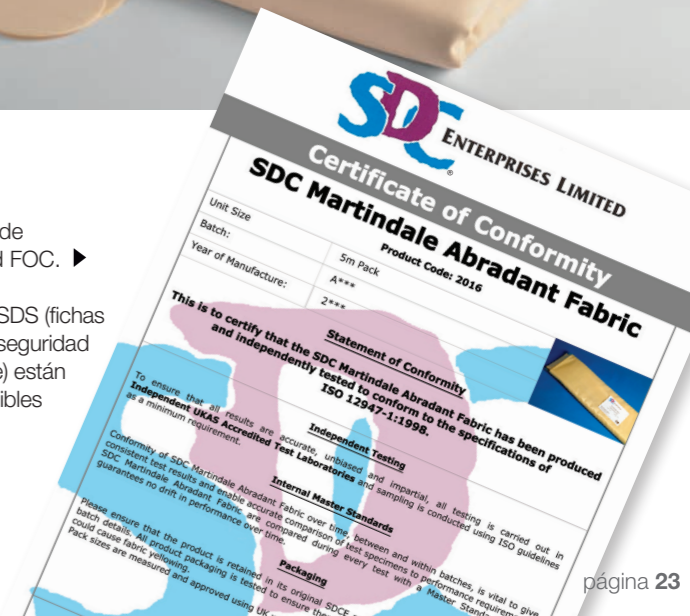 de
d FOC. ▶
SDS (fichas
seguridad
e) están
ibles
SDC ENTERPRISES LIMITED
Certificate of Conformity
SDC Martindale Abradant Fabric
Product Code: 2016
Unit Size
5m Pack
Batch:
A***
Year of Manufacture:
2***
Statement of Conformity
This is to certify that the SDC Martindale Abradant Fabric has been produced
and independently tested to conform to the specifications of
ISO 12947-1:1998.
Independent Testing
To ensure that all results are accurate, unbiased and impartial, all testing is carried out in
Independent UKAS Accredited Test Laboratories and sampling is conducted using ISO guidelines
as a minimum requirement.
Internal Master Standards
Conformity of SDC Martindale Abradant Fabric over time, between and within batches, is vital to give
consistent test results and enable accurate comparison of test specimens to performance
SDC Martindale Abradant Fabric are compared during every test with a Master
guarantees no drift in performance over time.
Packaging
Please ensure that the product is retained in its original SDCE
batch details. All product packaging is tested to ensure
could cause fabric yellowing.
Pack sizes are measured and approved using UK
página 23